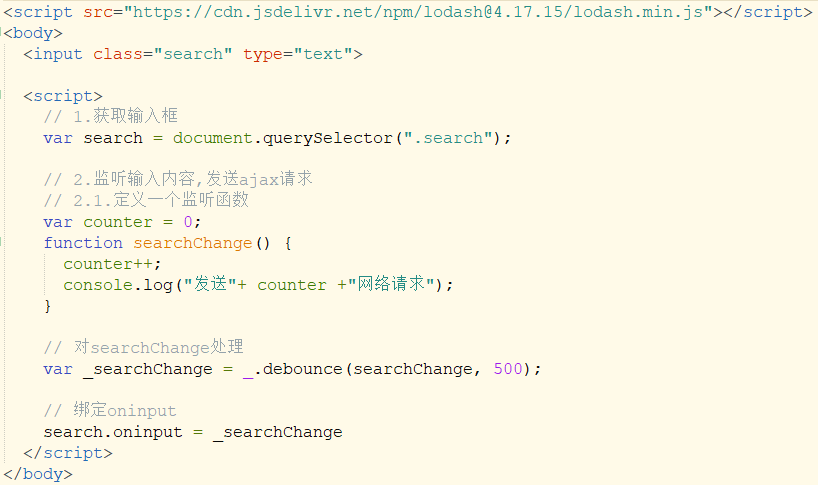 <script src="https://cdn.jsdelivr.net/npm/lodash@4.17.15/lodash.min.js"></script>
<body>
  <input class="search" type="text">

  <script>
    // 1.获取输入框
    var search = document.querySelector(".search");

    // 2.监听输入内容,发送ajax请求
    // 2.1.定义一个监听函数
    var counter = 0;
    function searchChange() {
      counter++;
      console.log("发送"+ counter +"网络请求");
    }

    // 对searchChange处理
    var _searchChange = _.debounce(searchChange, 500);

    // 绑定oninput
    search.oninput = _searchChange
  </script>
</body>